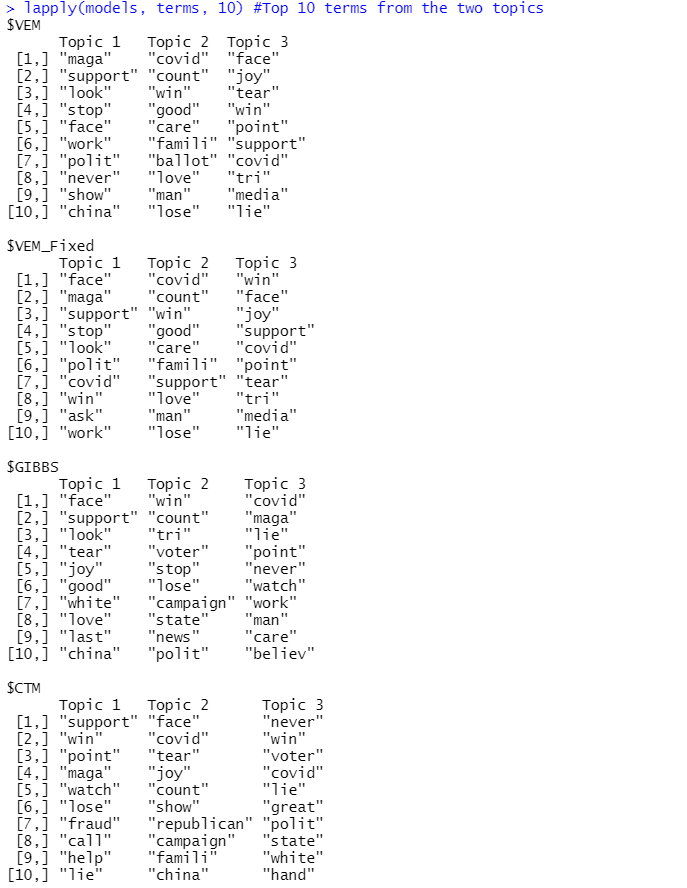 > lapply(models, terms, 10) #Top 10 terms from the two topics
$VEM
      Topic 1   Topic 2  Topic 3
 [1,] "maga"    "covid"  "face"
 [2,] "support" "count"  "joy"
 [3,] "look"    "win"    "tear"
 [4,] "stop"    "good"   "win"
 [5,] "face"    "care"   "point"
 [6,] "work"    "famili" "support"
 [7,] "polit"   "ballot" "covid"
 [8,] "never"   "love"   "tri"
 [9,] "show"    "man"    "media"
[10,] "china"   "lose"   "lie"

$VEM_Fixed
      Topic 1   Topic 2   Topic 3
 [1,] "face"    "covid"   "win"
 [2,] "maga"    "count"   "face"
 [3,] "support" "win"     "joy"
 [4,] "stop"    "good"    "support"
 [5,] "look"    "care"    "covid"
 [6,] "polit"   "famili"  "point"
 [7,] "covid"   "support" "tear"
 [8,] "win"     "love"    "tri"
 [9,] "ask"     "man"     "media"
[10,] "work"    "lose"    "lie"

$GIBBS
      Topic 1   Topic 2    Topic 3
 [1,] "face"    "win"      "covid"
 [2,] "support" "count"    "maga"
 [3,] "look"    "tri"      "lie"
 [4,] "tear"    "voter"    "point"
 [5,] "joy"     "stop"     "never"
 [6,] "good"    "lose"     "watch"
 [7,] "white"   "campaign" "work"
 [8,] "love"    "state"    "man"
 [9,] "last"    "news"     "care"
[10,] "china"   "polit"    "believ"

$CTM
      Topic 1   Topic 2      Topic 3
 [1,] "support" "face"       "never"
 [2,] "win"     "covid"      "win"
 [3,] "point"   "tear"       "voter"
 [4,] "maga"    "joy"        "covid"
 [5,] "watch"   "count"      "lie"
 [6,] "lose"    "show"       "great"
 [7,] "fraud"   "republican" "polit"
 [8,] "call"    "campaign"   "state"
 [9,] "help"    "famili"     "white"
[10,] "lie"     "china"      "hand"